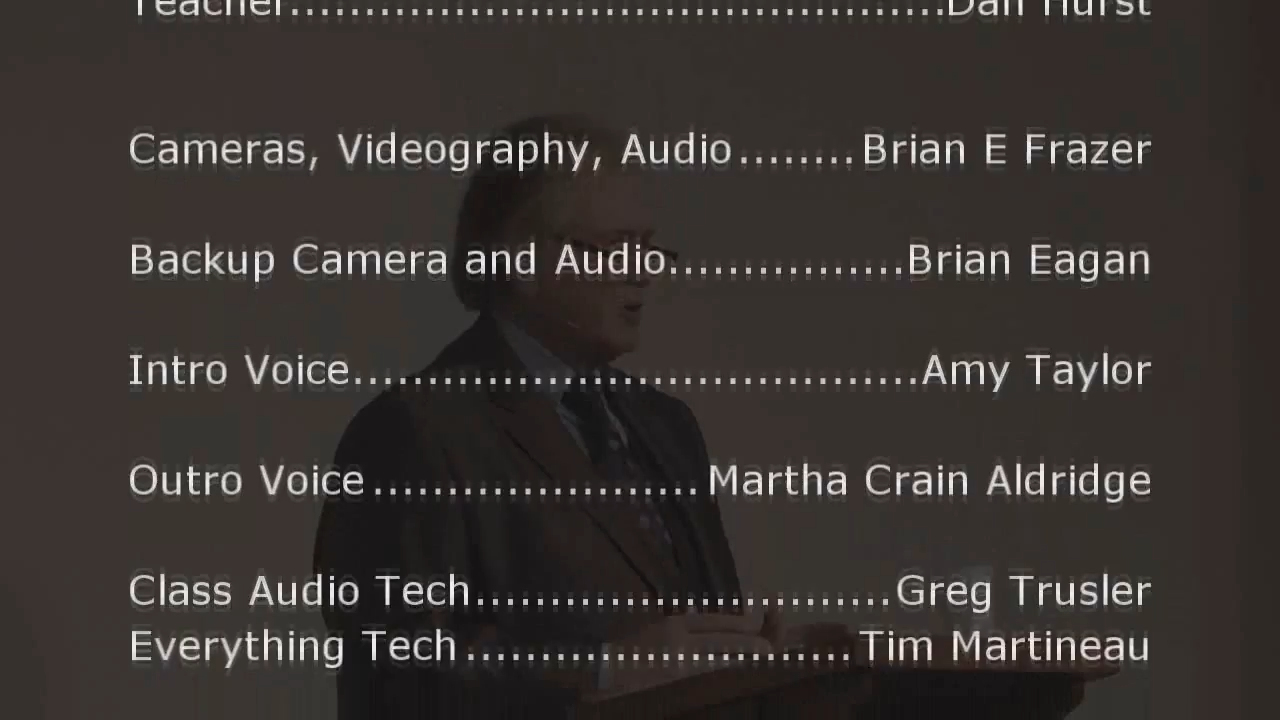 Teacher.....................................Dan Hurst
Cameras, Videography, Audio........Brian E Frazer
Backup Camera and Audio................Brian Eagan
Intro Voice......................................Amy Taylor
Outro Voice......................Martha Crain Aldridge
Class Audio Tech............................Greg Trusler
Everything Tech..........................Tim Martineau